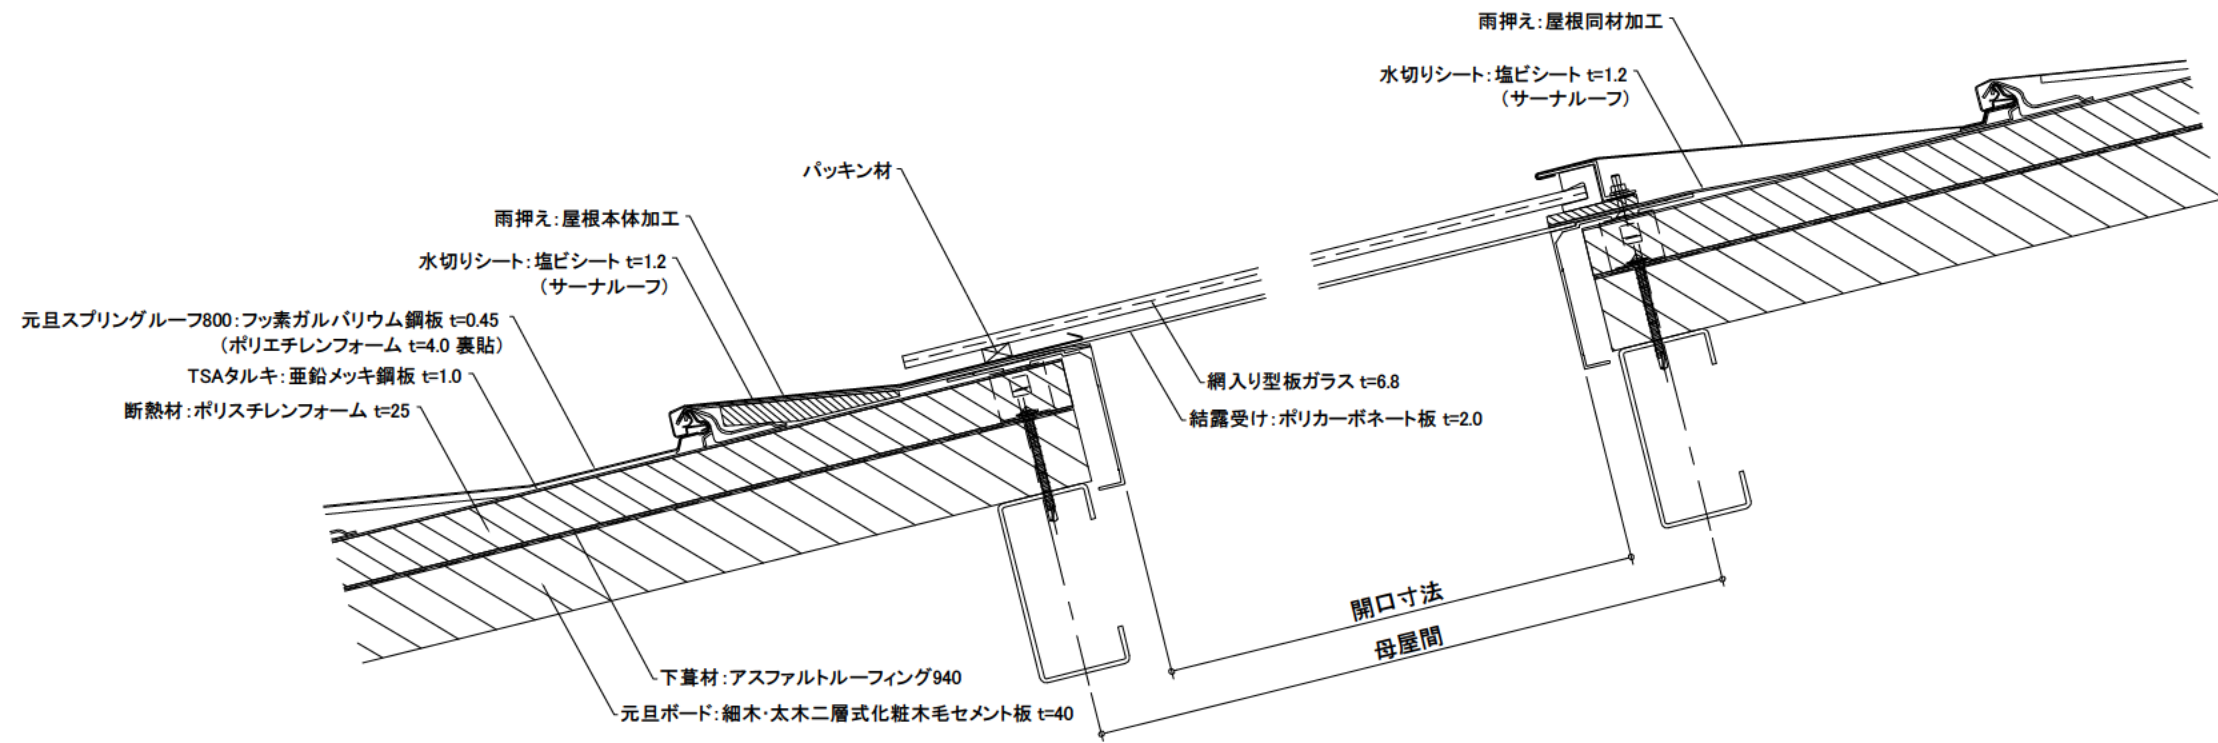 雨押え：屋根同材加工
水切りシート：塩ビシート t=1.2
（サーナルーフ）
パッキン材
雨押え：屋根本体加工
水切りシート：塩ビシート t=1.2
（サーナルーフ）
元旦スプリングルーフ800：フッ素ガルバリウム鋼板 t=0.45
（ポリエチレンフォーム t=4.0 裏貼）
TSAタルキ：亜鉛メッキ鋼板 t=1.0
断熱材：ポリスチレンフォーム t=25
網入り型板ガラス t=6.8
結露受け：ポリカーボネート板 t=2.0
開口寸法
母屋間
下葺材：アスファルトルーフィング940
元旦ボード：細木・太木二層式化粧木毛セメント板 t=40